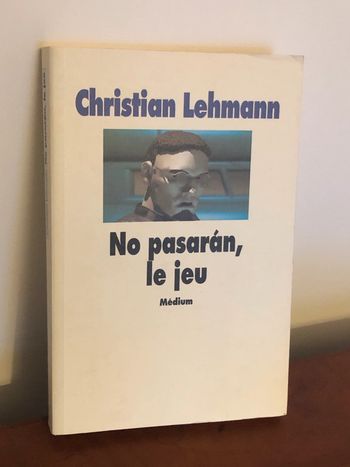 Christian Lehmann
No pasarán,
le jeu
Médium